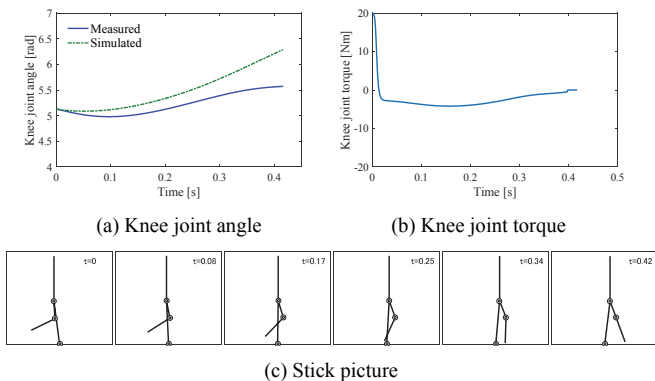 7
6.5
6
5.5
5
4.5
4
Knee joint angle [rad]
Measured
Simulated
0 0.1 0.2 0.3 0.4
Time [s]
20
10
0
-10
-20
Knee joint torque [Nm]
0 0.1 0.2 0.3 0.4 0.5
Time [s]
(a) Knee joint angle
(b) Knee joint torque
t=0
t=0.08
t=0.17
t=0.25
t=0.34
t=0.42
(c) Stick picture